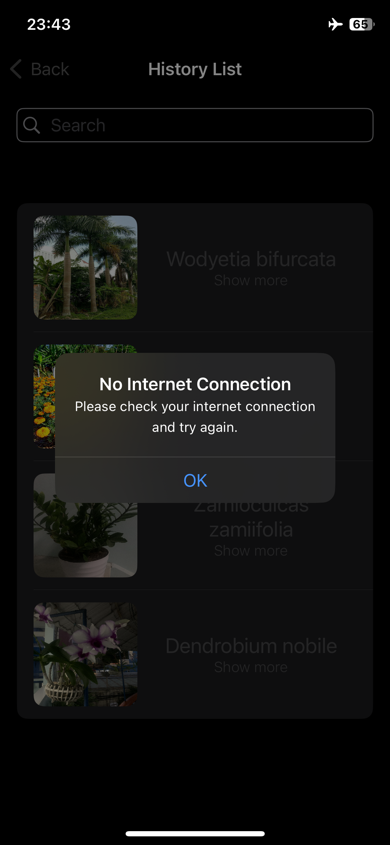 23:43
65
Back
History List
Search
Wodyetia bifurcata
Show more
No Internet Connection
Please check your internet connection
and try again.
OK
Zamioculcas
zamiifolia
Show more
Dendrobium nobile
Show more